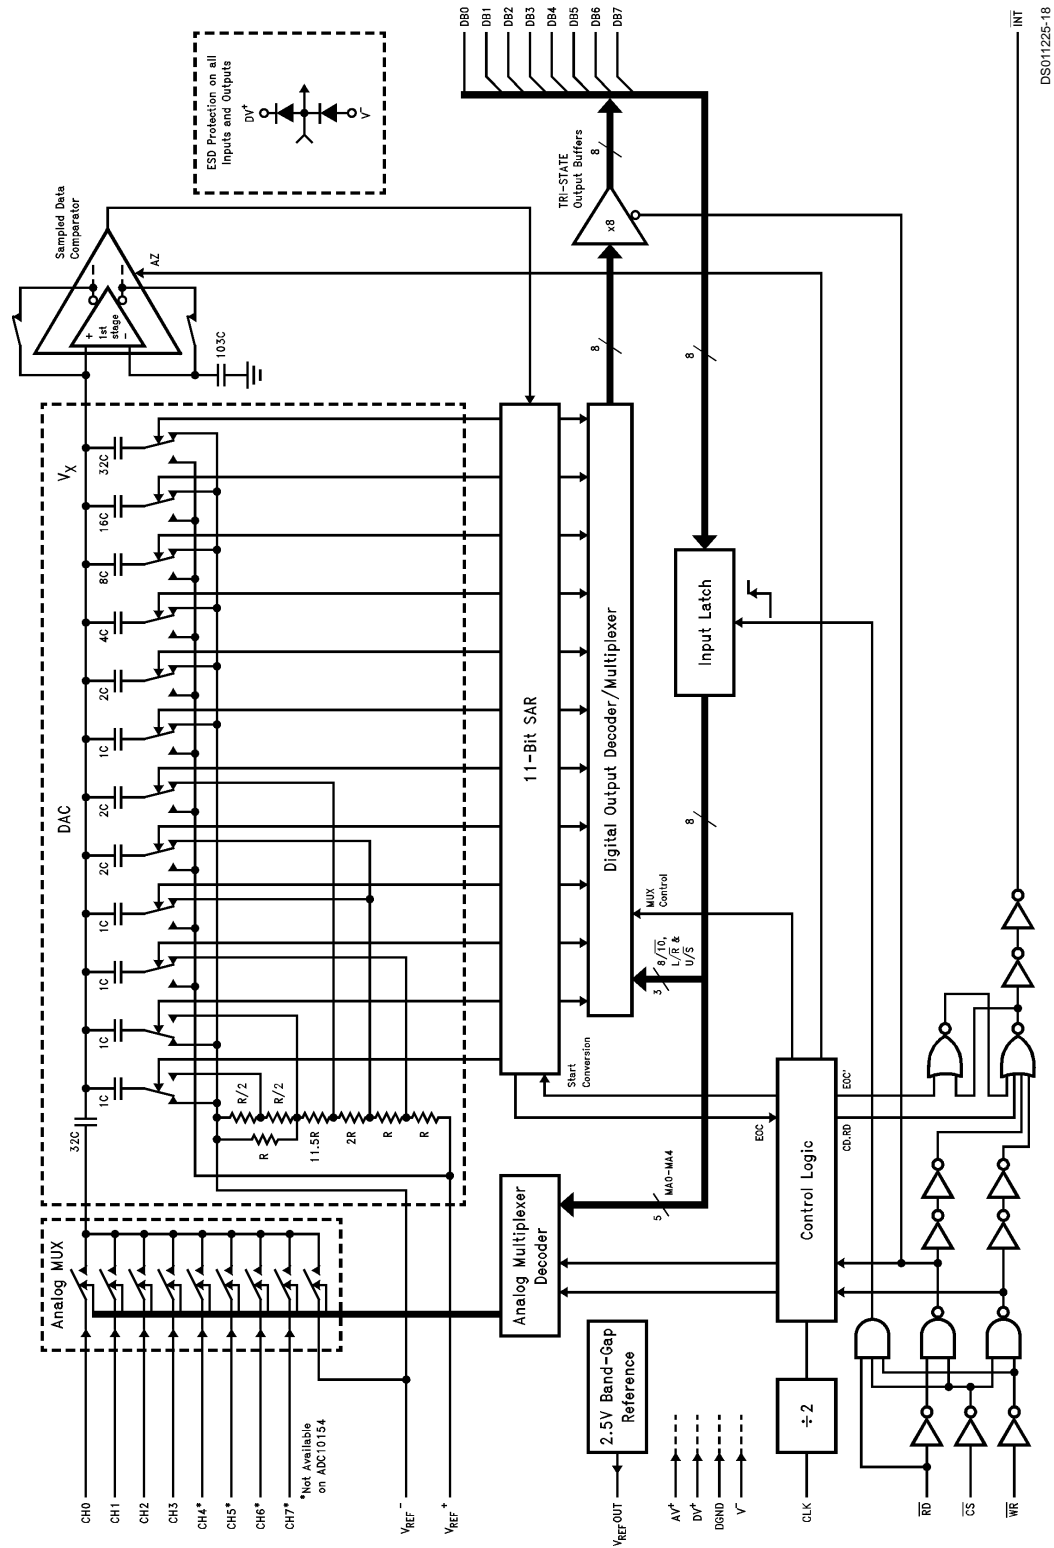 CH0
CH1
CH2
CH3
CH4*
CH5*
CH6*
CH7*
*Not Available
on ADC10154
VREF-
VREF+
VREFOUT
AV+
DV+
DGND
V-
CLK
RD
CS
WR
Analog MUX
32C
DAC
VX
1C
1C
1C
1C
2C
2C
1C
2C
4C
8C
16C
32C
R/2
R/2
R
11.5R
2R
R
R
Sampled Data
Comparator
+
1st
stage
-
AZ
103C
ESD Protection on all
Inputs and Outputs
DV+
V-
11-Bit SAR
Digital Output Decoder/Multiplexer
Start
Conversion
EOC
MUX
Control
3
8/10,
L/R &
U/S
8
8
TRI-STATE
Output Buffers
x8
8
8
DB0
DB1
DB2
DB3
DB4
DB5
DB6
DB7
Input Latch
5
MA0-MA4
Analog Multiplexer
Decoder
2.5V Band-Gap
Reference
Control Logic
÷2
EOC'
CD.RD
INT
DS011225-18